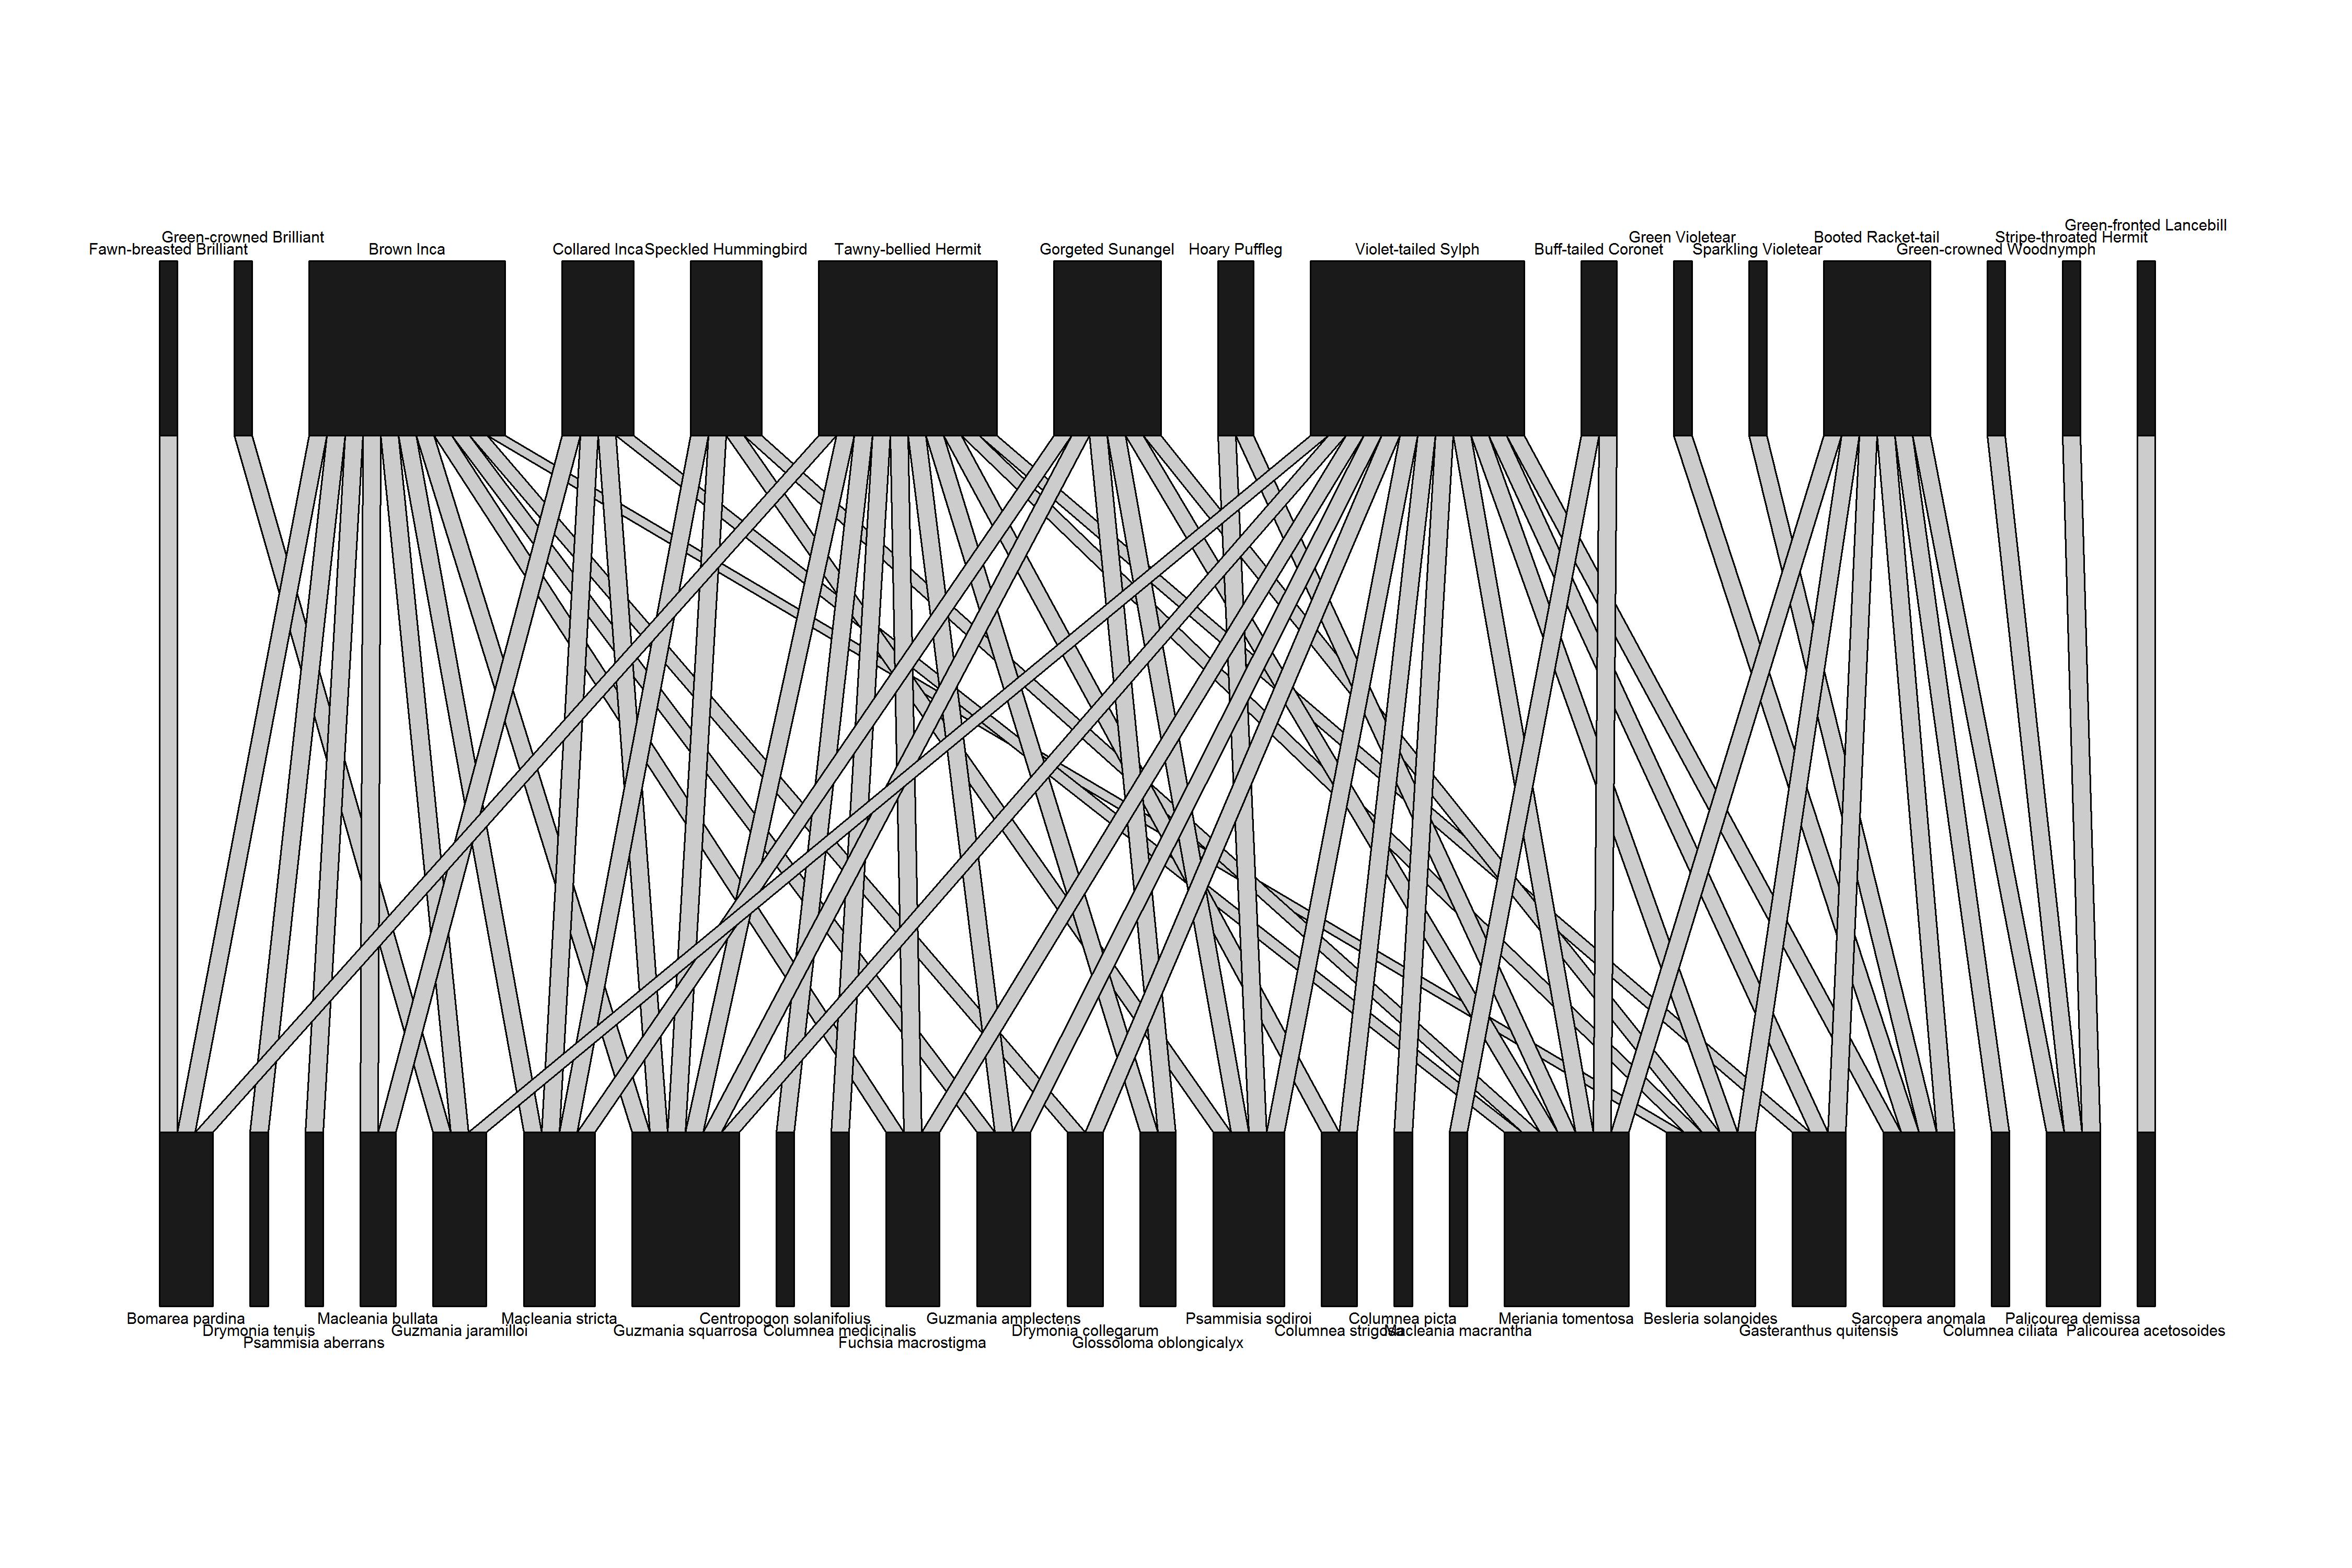 Green-fronted Lancebill
Green-crowned Brilliant
Green Violetear
Booted Racket-tail
Stripe-throated Hermit
Fawn-breasted Brilliant
Brown Inca
Collared Inca
Speckled Hummingbird
Tawny-bellied Hermit
Gorgeted Sunangel
Hoary Puffleg
Violet-tailed Sylph
Buff-tailed Coronet
Sparkling Violetear
Green-crowned Woodnymph
Bomarea pardina
Macleania bullata
Macleania stricta
Centropogon solanifolius
Guzmania amplectens
Psammisia sodiroi
Columnea picta
Meriania tomentosa
Besleria solanoides
Sarcopera anomala
Palicourea demissa
Drymonia tenuis
Guzmania jaramilloi
Guzmania squarrosa
Columnea medicinalis
Drymonia collegarum
Columnea strigosa
Macleania macrantha
Gasteranthus quitensis
Columnea ciliata
Palicourea acetosoides
Psammisia aberrans
Fuchsia macrostigma
Glossoloma oblongicalyx